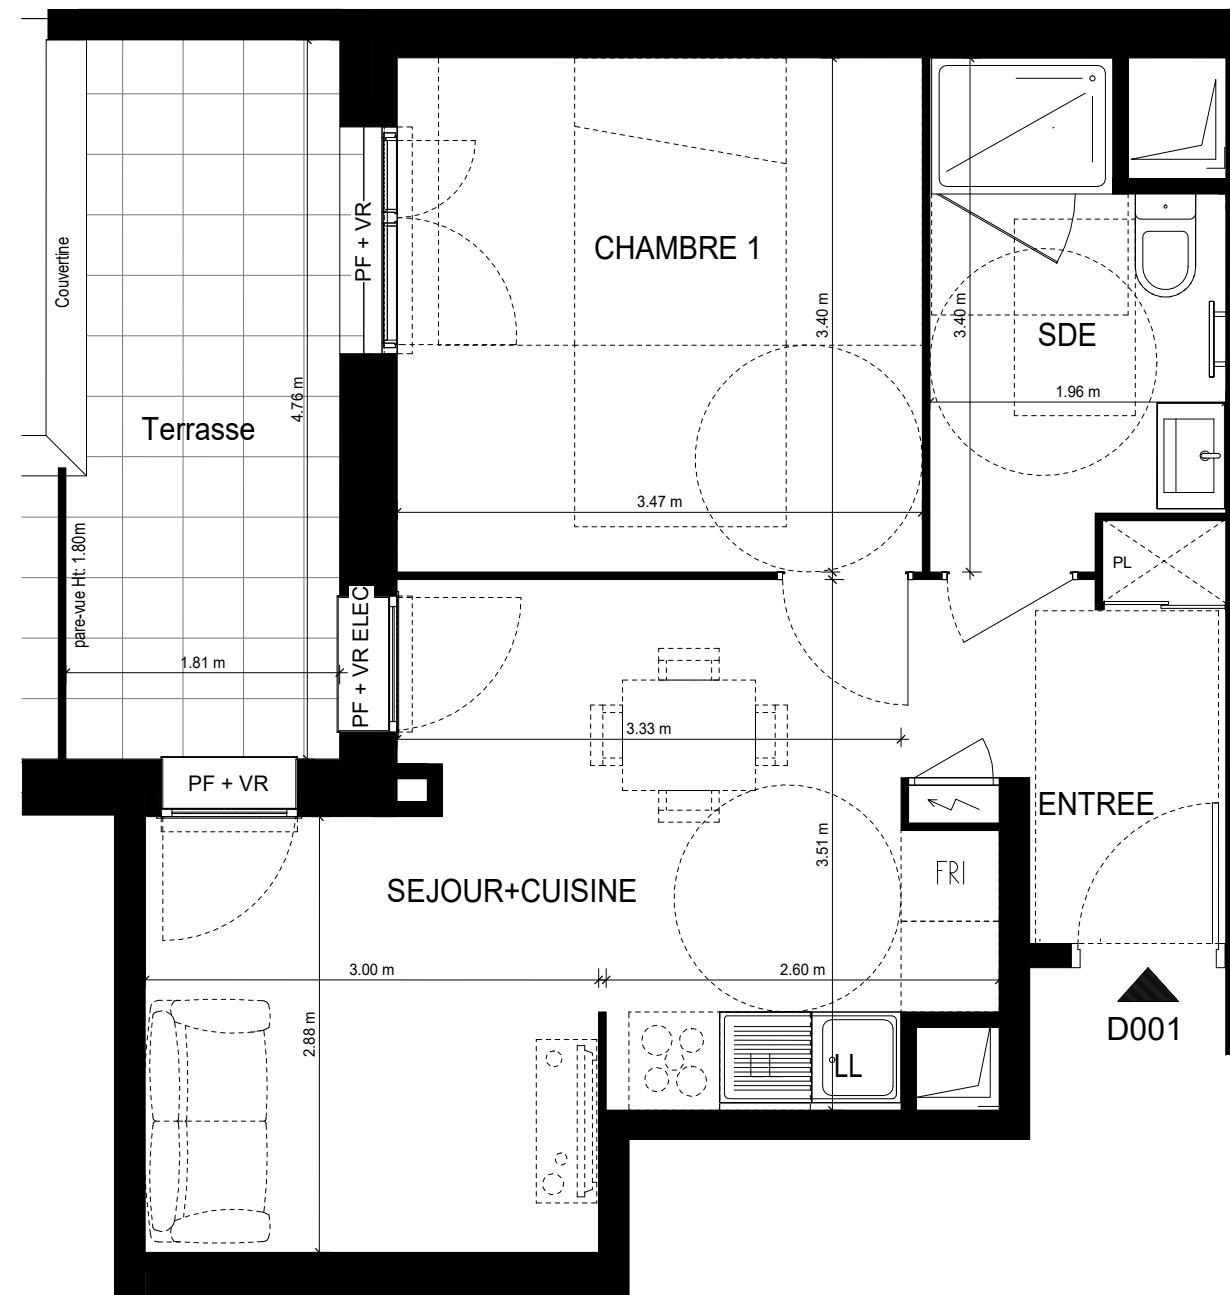 Couvertine
PF + VR
CHAMBRE 1
3.40 m
3.40 m
SDE
1.96 m
4.76 m
Terrasse
3.47 m
pare-vue Ht: 1.80m
PL
PF + VR ELEC
1.81 m
3.33 m
PF + VR
ENTREE
3.51 m
FRI
SEJOUR+CUISINE
3.00 m
2.60 m
2.88 m
D001
LL